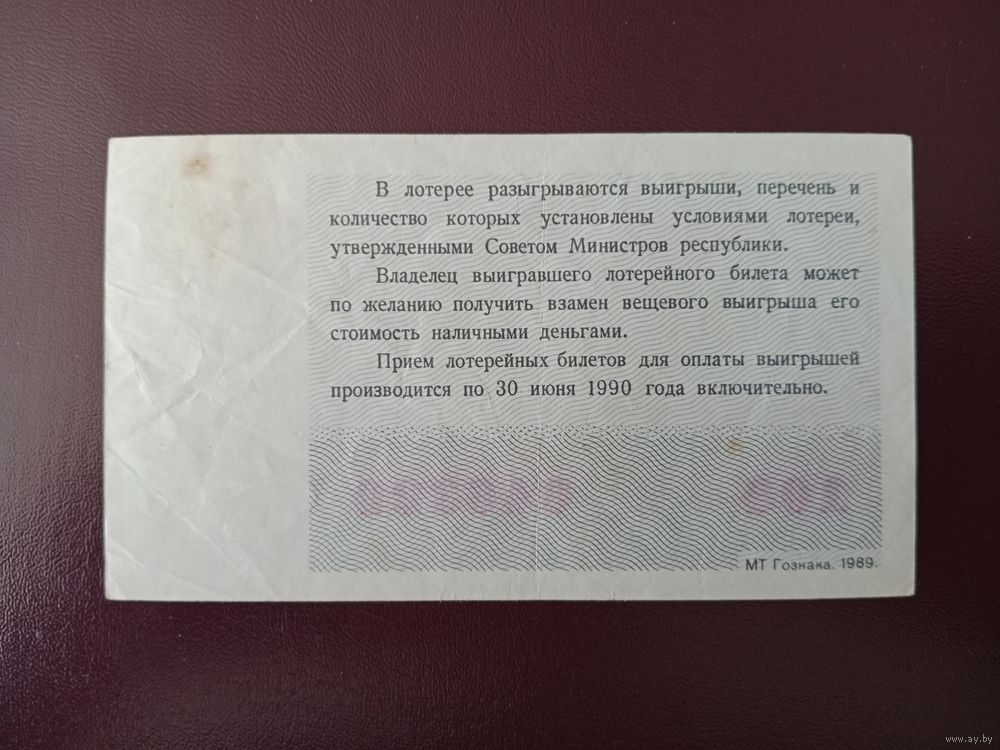 В лотерее разыгрываются выигрыши, перечень и
количество которых установлены условиями лотереи,
утвержденными Советом Министров республики.
Владелец выигравшего лотерейного билета может
по желанию получить взамен вещевого выигрыша его
стоимость наличными деньгами.
Прием лотерейных билетов для оплаты выигрышей
производится по 30 июня 1990 года включительно.
МТ Гознака. 1989.
www.ay.by